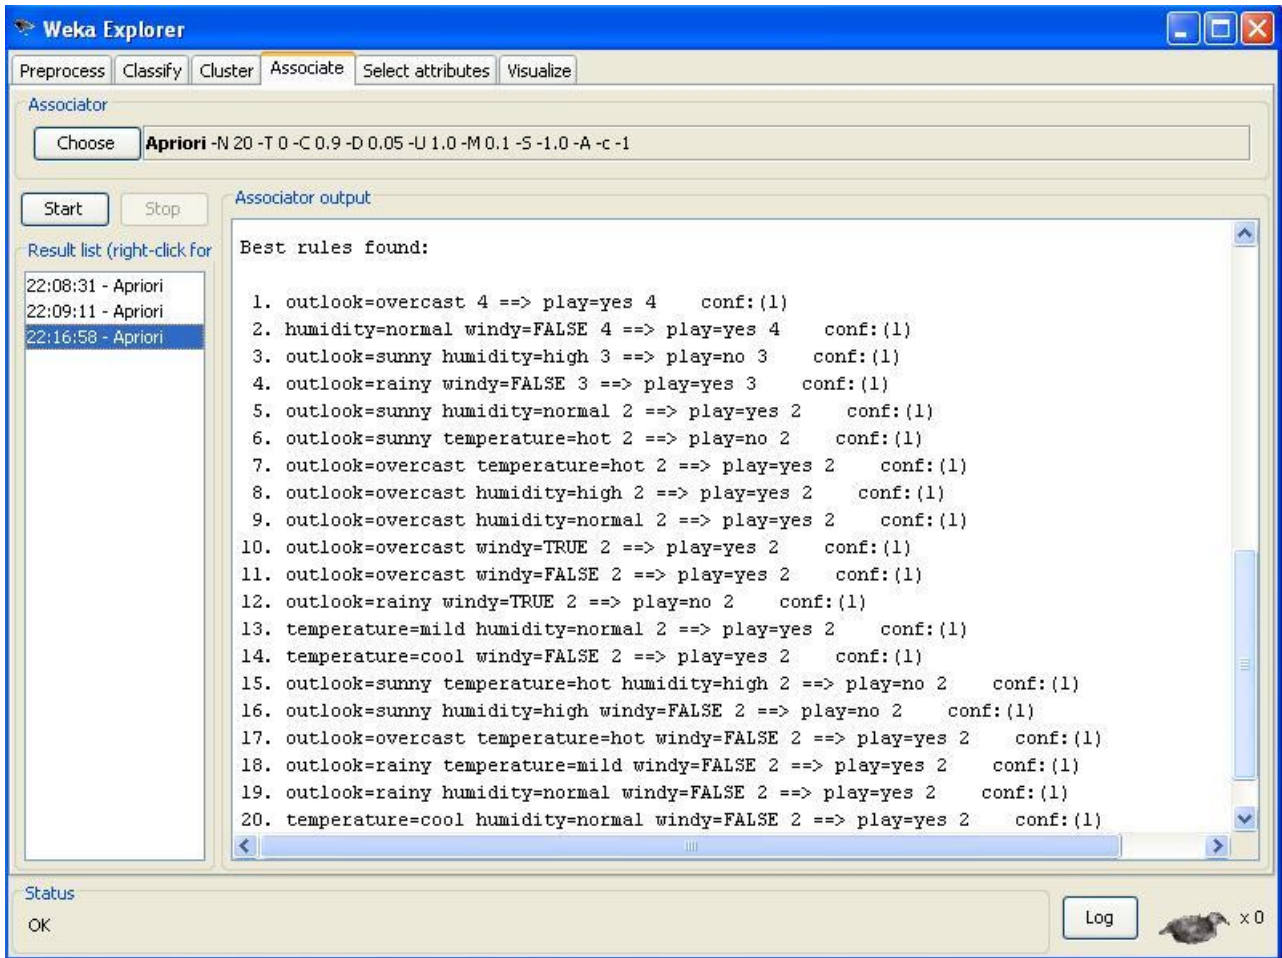 Weka Explorer
Preprocess Classify Cluster Associate Select attributes Visualize
Associator
Choose Apriori -N 20 -T 0 -C 0.9 -D 0.05 -U 1.0 -M 0.1 -S -1.0 -A -c -1
Start Stop
Result list (right-click for
22:08:31 - Apriori
22:09:11 - Apriori
22:16:58 - Apriori
Associator output
Best rules found:
1. outlook=overcast 4 ==> play=yes 4 conf:(1)
2. humidity=normal windy=FALSE 4 ==> play=yes 4 conf:(1)
3. outlook=sunny humidity=high 3 ==> play=no 3 conf:(1)
4. outlook=rainy windy=FALSE 3 ==> play=yes 3 conf:(1)
5. outlook=sunny humidity=normal 2 ==> play=yes 2 conf:(1)
6. outlook=sunny temperature=hot 2 ==> play=no 2 conf:(1)
7. outlook=overcast temperature=hot 2 ==> play=yes 2 conf:(1)
8. outlook=overcast humidity=high 2 ==> play=yes 2 conf:(1)
9. outlook=overcast humidity=normal 2 ==> play=yes 2 conf:(1)
10. outlook=overcast windy=TRUE 2 ==> play=yes 2 conf:(1)
11. outlook=overcast windy=FALSE 2 ==> play=yes 2 conf:(1)
12. outlook=rainy windy=TRUE 2 ==> play=no 2 conf:(1)
13. temperature=mild humidity=normal 2 ==> play=yes 2 conf:(1)
14. temperature=cool windy=FALSE 2 ==> play=yes 2 conf:(1)
15. outlook=sunny temperature=hot humidity=high 2 ==> play=no 2 conf:(1)
16. outlook=sunny humidity=high windy=FALSE 2 ==> play=no 2 conf:(1)
17. outlook=overcast temperature=hot windy=FALSE 2 ==> play=yes 2 conf:(1)
18. outlook=rainy temperature=mild windy=FALSE 2 ==> play=yes 2 conf:(1)
19. outlook=rainy humidity=normal windy=FALSE 2 ==> play=yes 2 conf:(1)
20. temperature=cool humidity=normal windy=FALSE 2 ==> play=yes 2 conf:(1)
Status
OK
Log x 0